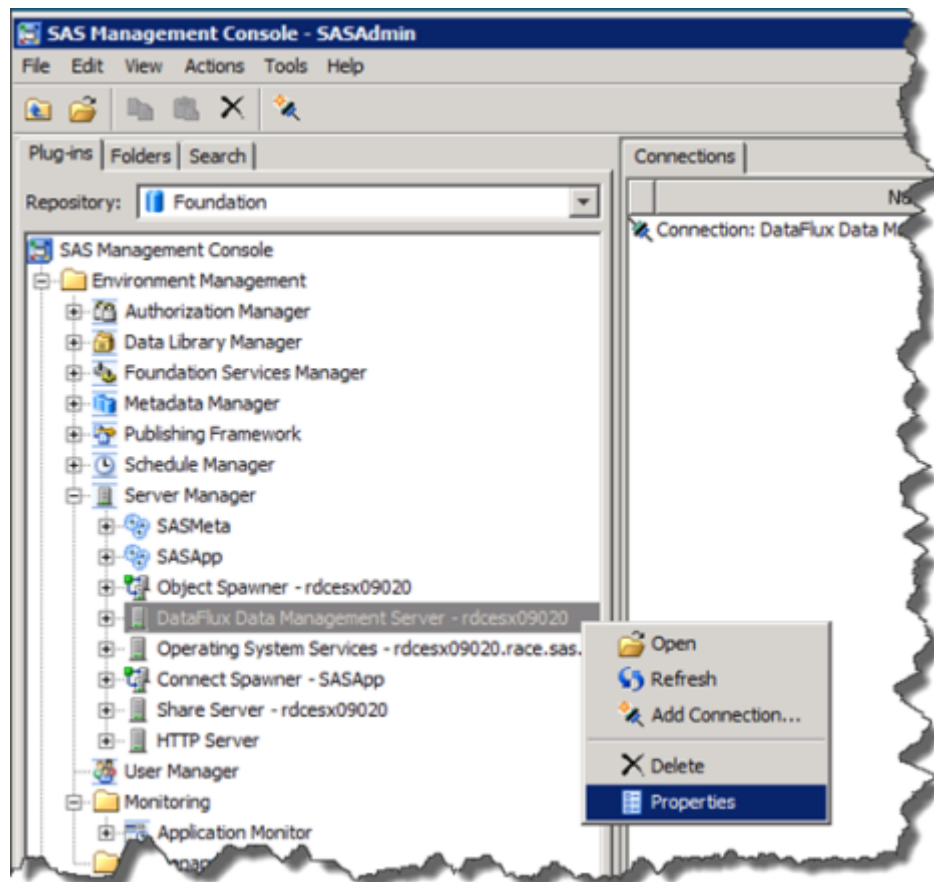 SAS Management Console - SASAdmin
File Edit View Actions Tools Help
Plug-ins Folders Search
Repository: Foundation
SAS Management Console
Environment Management
Authorization Manager
Data Library Manager
Foundation Services Manager
Metadata Manager
Publishing Framework
Schedule Manager
Server Manager
SASMeta
SASApp
Object Spawner - rdcesx09020
DataFlux Data Management Server - rdcesx09020
Operating System Services - rdcesx09020.race.sas.
Connect Spawner - SASApp
Share Server - rdcesx09020
HTTP Server
User Manager
Monitoring
Application Monitor
Connections
Connection: DataFlux Data
Open
Refresh
Add Connection...
Delete
Properties